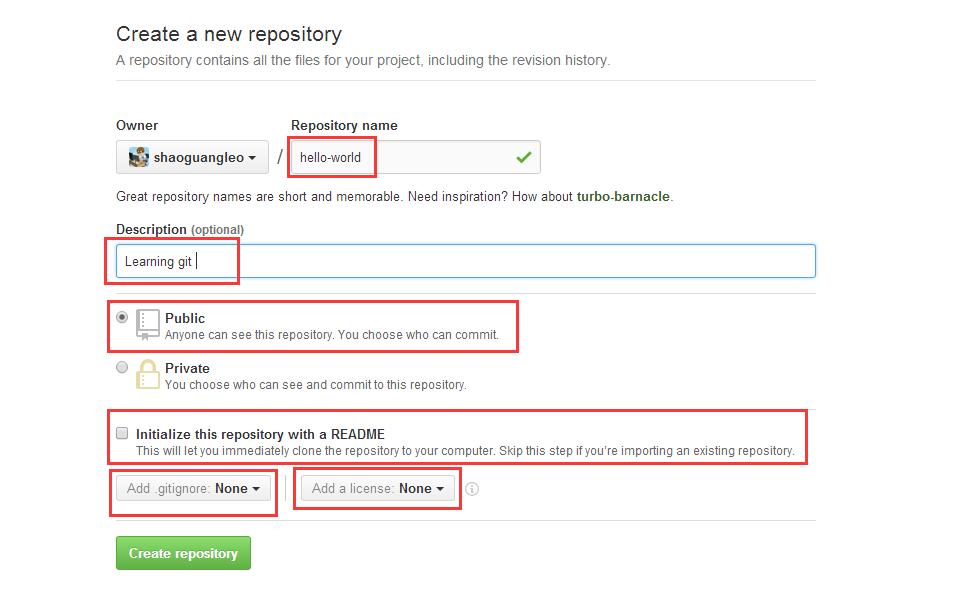 Create a new repository
A repository contains all the files for your project, including the revision history.
Owner
Repository name
shaoguangleo
/
hello-world
Great repository names are short and memorable. Need inspiration? How about turbo-barnacle.
Description (optional)
Learning git
Public
Anyone can see this repository. You choose who can commit.
Private
You choose who can see and commit to this repository.
Initialize this repository with a README
This will let you immediately clone the repository to your computer. Skip this step if you're importing an existing repository.
Add .gitignore: None
Add a license: None
Create repository